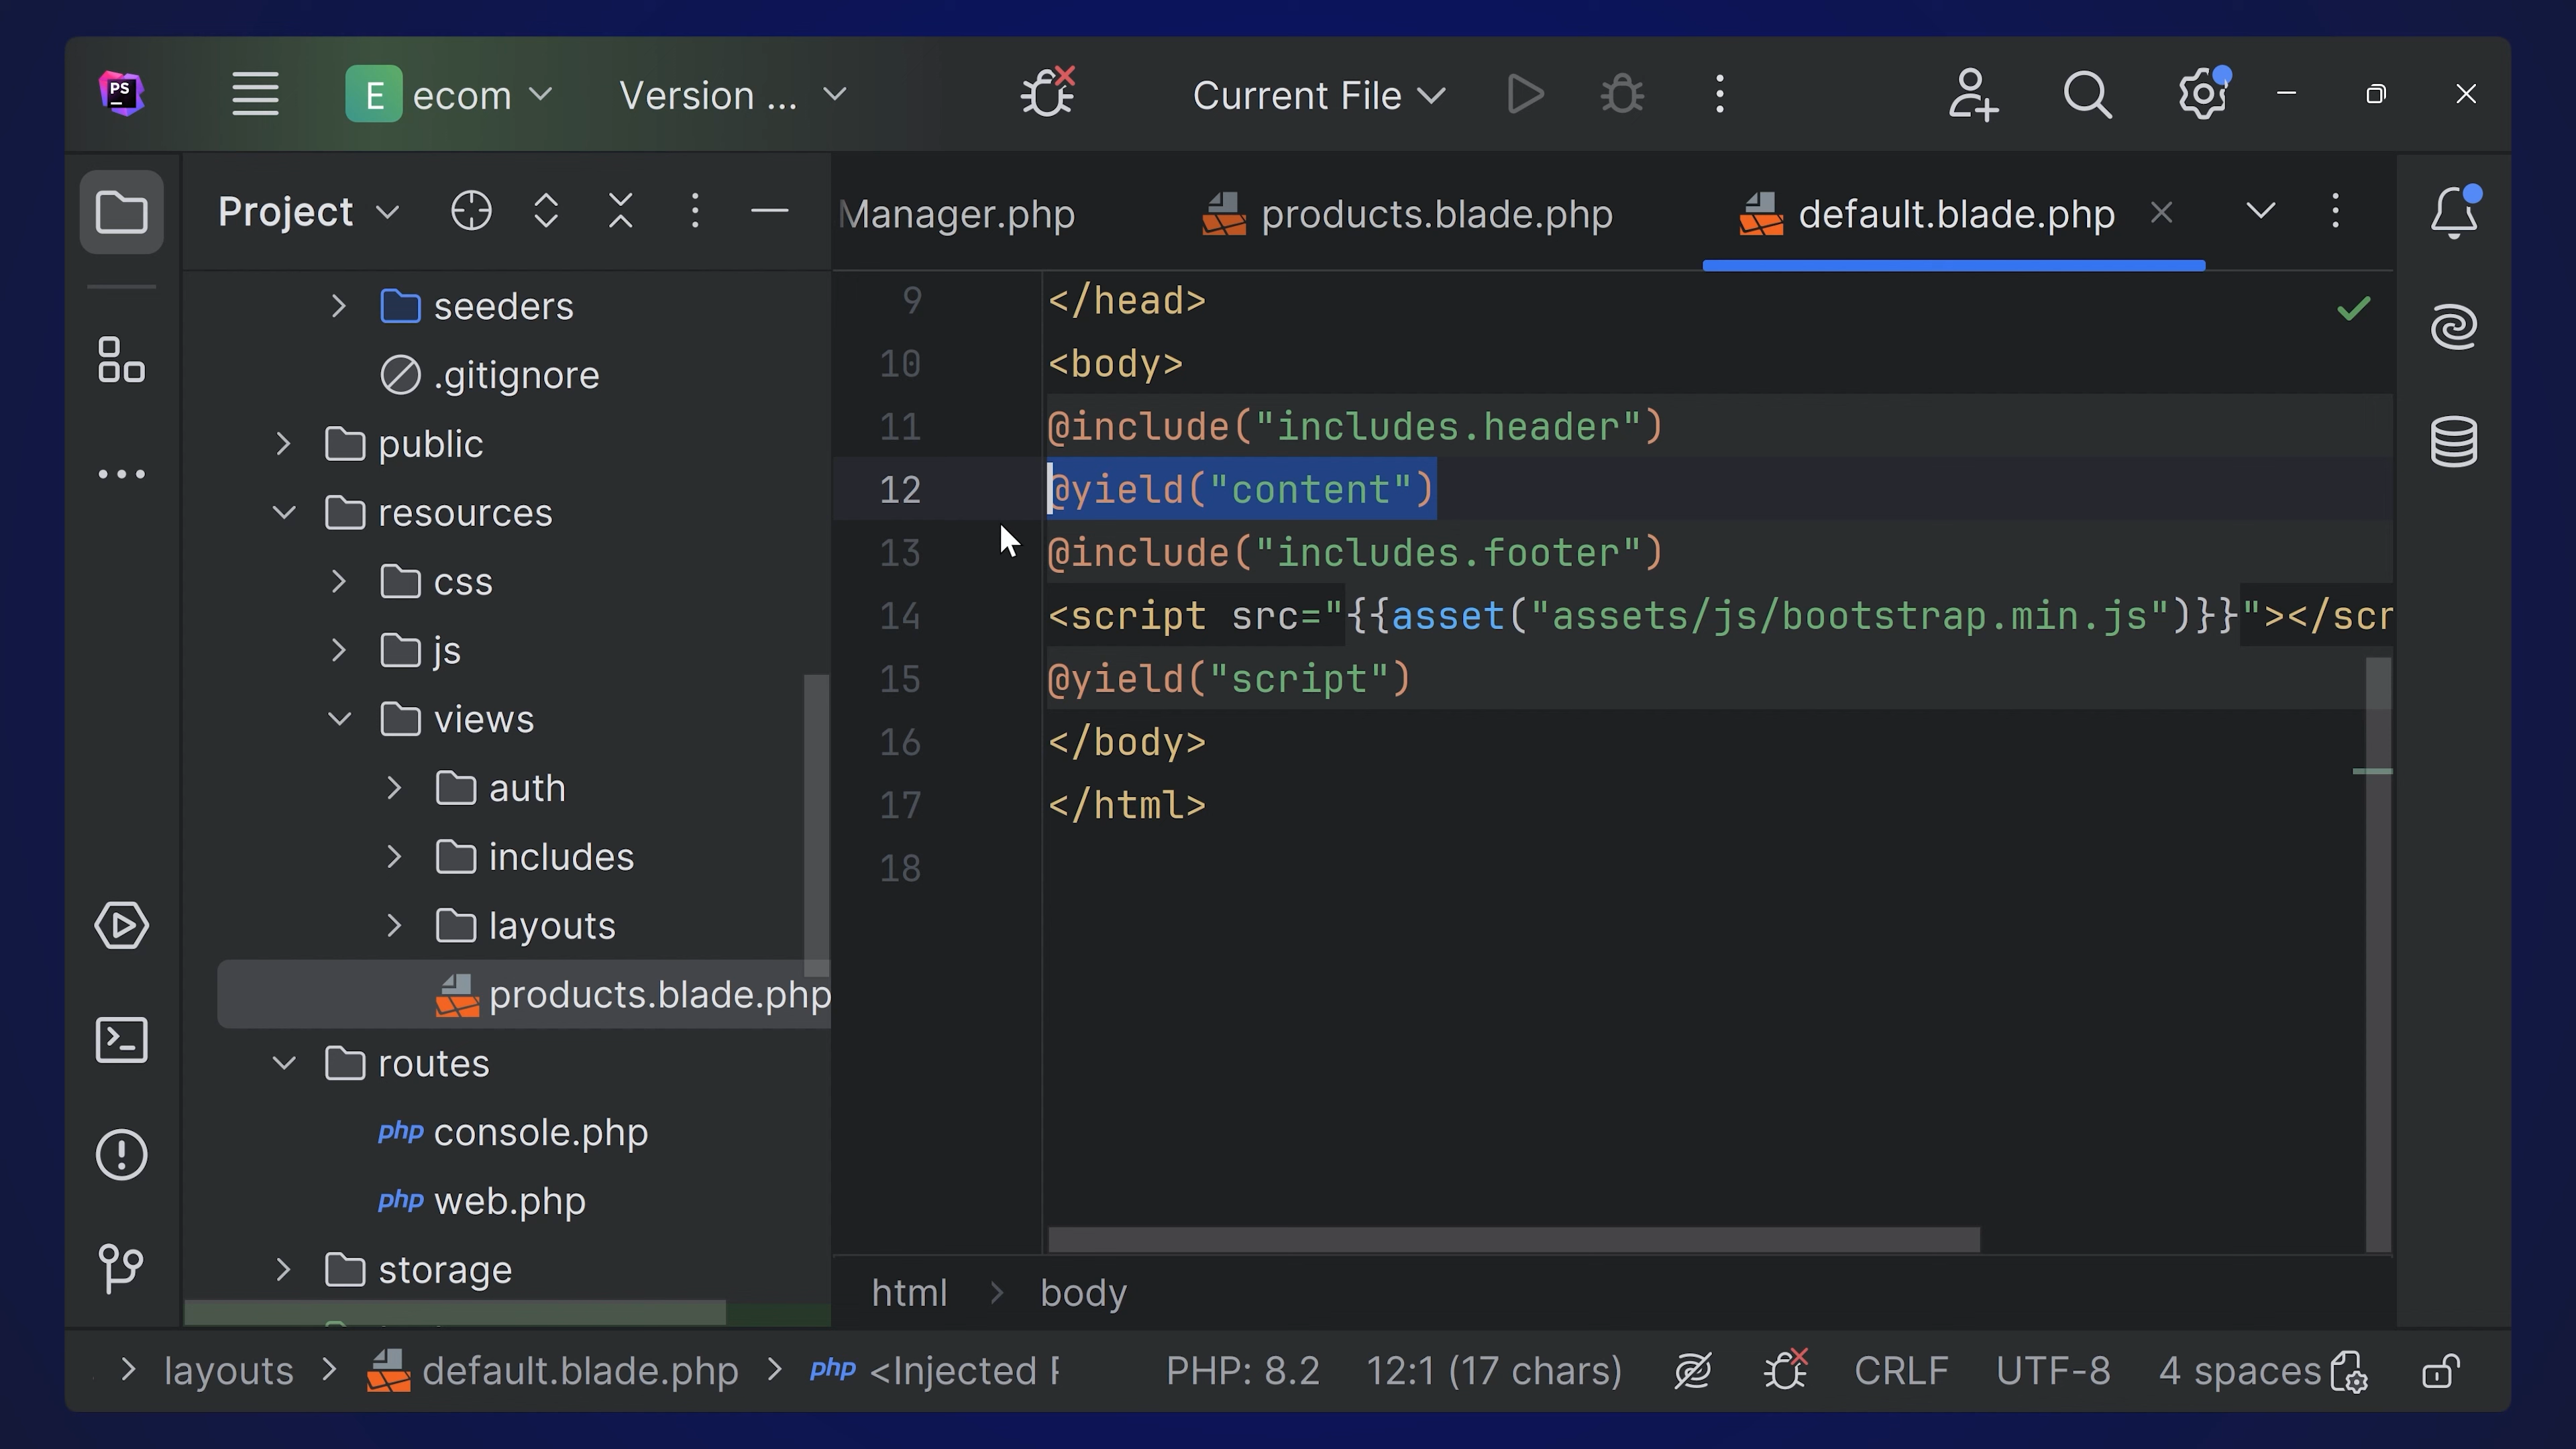 PS
E ecom Version ... Current File
Project
Manager.php products.blade.php default.blade.php
seeders
.gitignore
public
resources
css
js
views
auth
includes
layouts
products.blade.php
routes
php console.php
php web.php
storage
9 </head>
10 <body>
11 @include("includes.header")
12 @yield("content")
13 @include("includes.footer")
14 <script src="{{asset("assets/js/bootstrap.min.js")}}"></scr
15 @yield("script")
16 </body>
17 </html>
18
html > body
> layouts > default.blade.php > php <Injected PHP: 8.2 12:1 (17 chars) CRLF UTF-8 4 spaces